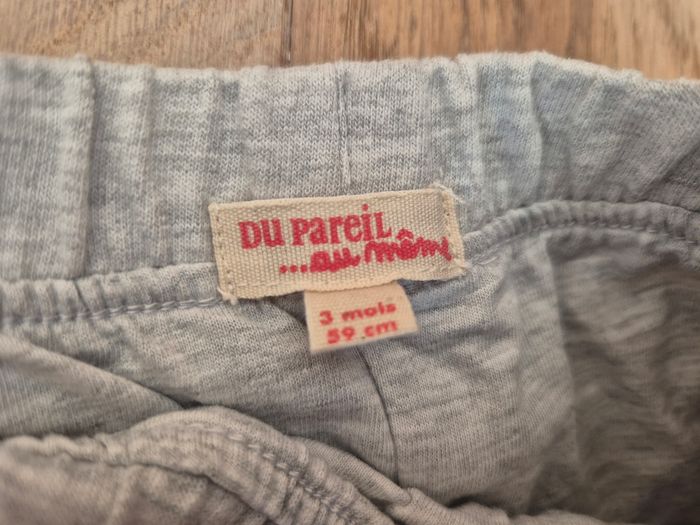 DU PAREIL
...au même
3 mois
59 cm